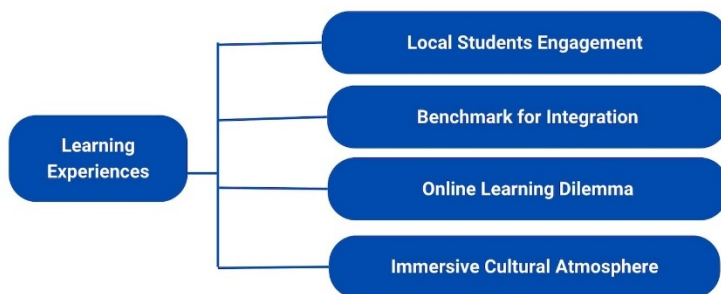 Learning
Experiences
Local Students Engagement
Benchmark for Integration
Online Learning Dilemma
Immersive Cultural Atmosphere